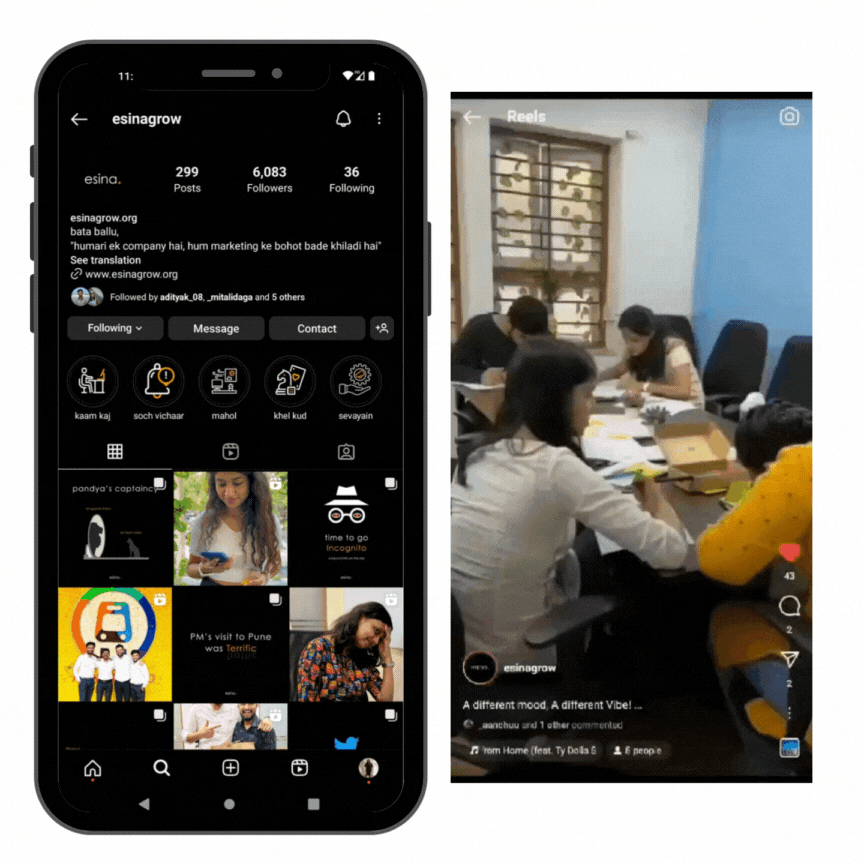 11:
esinagrow
esina.
299
Posts
6,083
Followers
36
Following
esinagrow.org
bata ballu,
"humari ek company hai, hum marketing ke bohot bade khiladi hai"
See translation
www.esinagrow.org
Followed by adityak_08, _mitalidaga and 5 others
Following
Message
Contact
kaam kaj
soch vichaar
mahol
khel kud
sevayain
pandya's captaincy
time to go
Incognito
PM's visit to Pune
was Terrific
Reels
43
2
2
esinagrow
A different mood, A different Vibe! ...
_aanchuu and 1 other commented
from Home (feat. Ty Dolla $
8 people